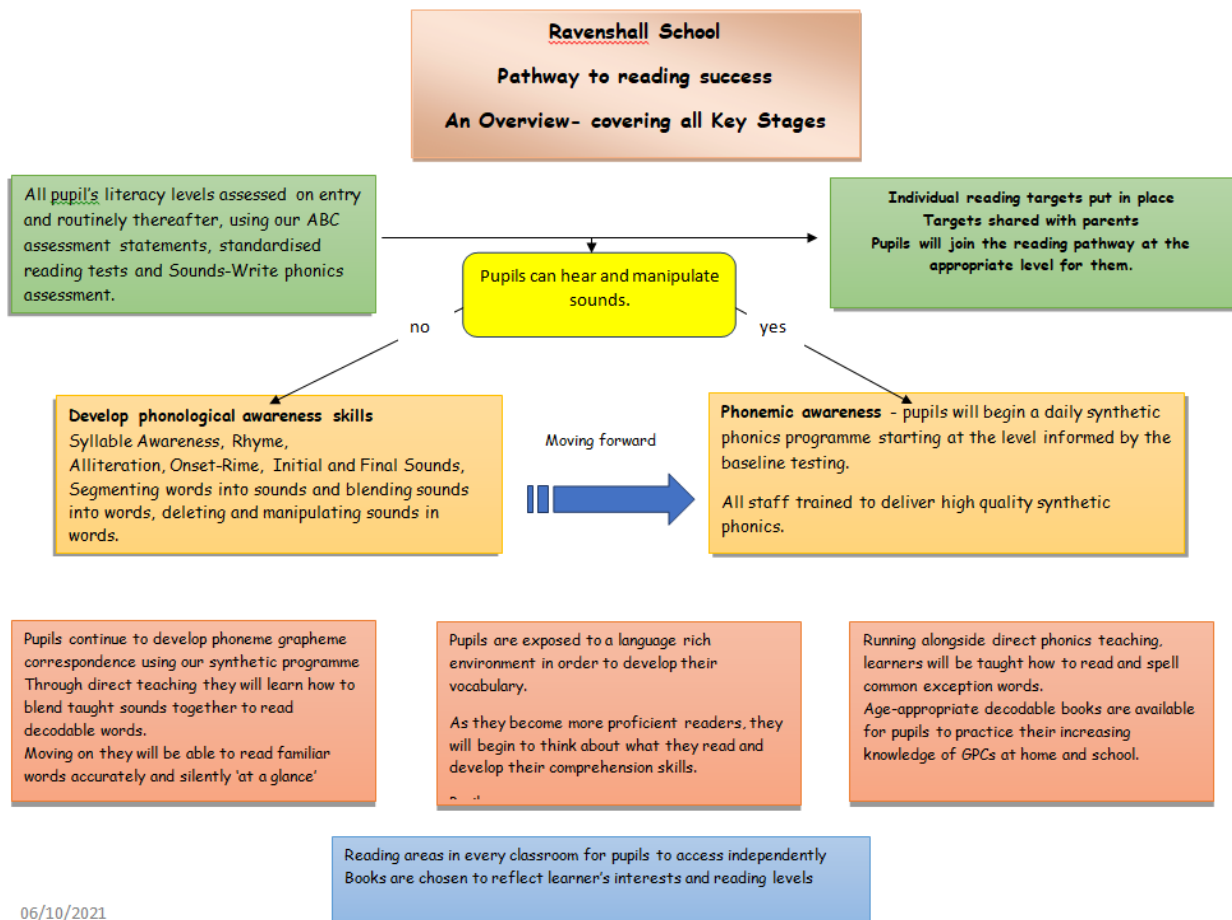 Ravenshall School
Pathway to reading success
An Overview- covering all Key Stages
All pupil's literacy levels assessed on entry
and routinely thereafter, using our ABC
assessment statements, standardised
reading tests and Sounds-Write phonics
assessment.
Individual reading targets put in place
Targets shared with parents
Pupils will join the reading pathway at the
appropriate level for them.
Pupils can hear and manipulate
sounds.
no
yes
Develop phonological awareness skills
Syllable Awareness, Rhyme,
Alliteration, Onset-Rime, Initial and Final Sounds,
Segmenting words into sounds and blending sounds
into words, deleting and manipulating sounds in
words.
Moving forward
Phonemic awareness - pupils will begin a daily synthetic
phonics programme starting at the level informed by the
baseline testing.
All staff trained to deliver high quality synthetic
phonics.
Pupils continue to develop phoneme grapheme
correspondence using our synthetic programme
Through direct teaching they will learn how to
blend taught sounds together to read
decodable words.
Moving on they will be able to read familiar
words accurately and silently 'at a glance'
Pupils are exposed to a language rich
environment in order to develop their
vocabulary.
As they become more proficient readers, they
will begin to think about what they read and
develop their comprehension skills.
Running alongside direct phonics teaching,
learners will be taught how to read and spell
common exception words.
Age-appropriate decodable books are available
for pupils to practice their increasing
knowledge of GPCs at home and school.
Reading areas in every classroom for pupils to access independently
Books are chosen to reflect learner's interests and reading levels
06/10/2021